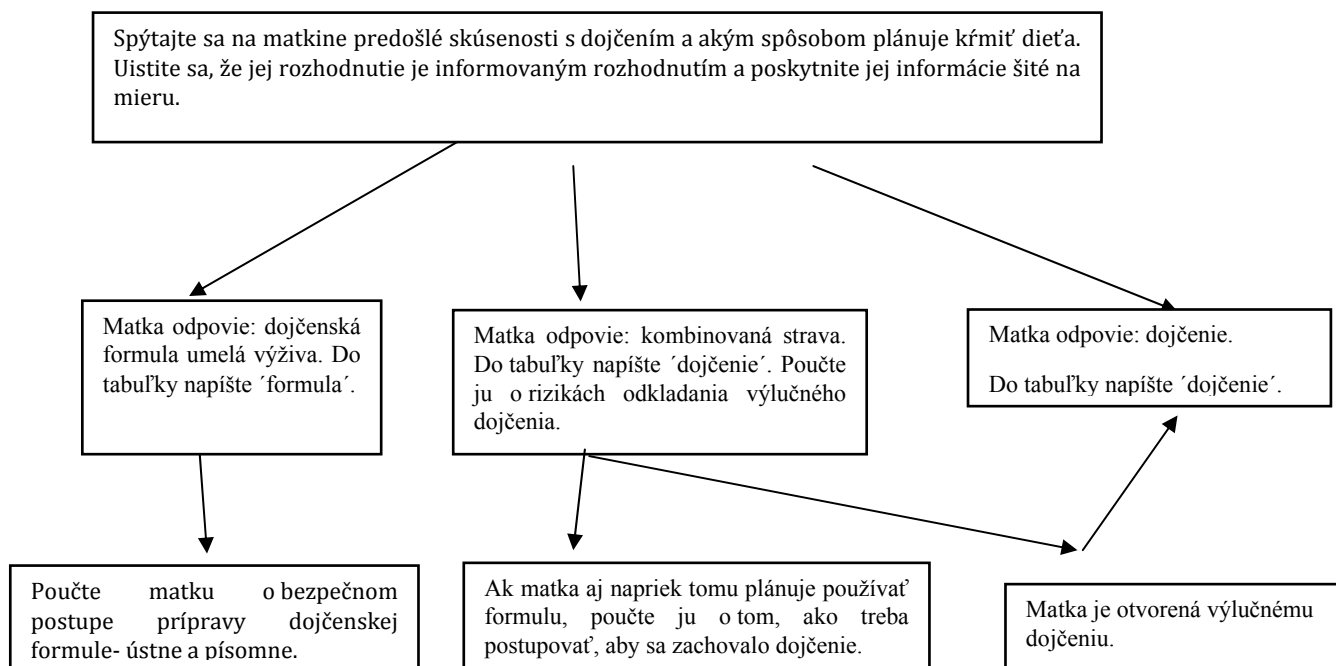 Spýtajte sa na matkine predošlé skúsenosti s dojčením a akým spôsobom plánuje kŕmiť dieťa.
Uistite sa, že jej rozhodnutie je informovaným rozhodnutím a poskytnite jej informácie šité na
mieru.
Matka odpovie: dojčenská
formula umelá výživa. Do
tabuľky napíšte ´formula´.
Matka odpovie: kombinovaná strava.
Do tabuľky napíšte ´dojčenie´. Poučte
ju o rizikách odkladania výlučného
dojčenia.
Matka odpovie: dojčenie.
Do tabuľky napíšte ´dojčenie´.
Poučte matku o bezpečnom
postupe prípravy dojčenskej
formule- ústne a písomne.
Ak matka aj napriek tomu plánuje používať
formulu, poučte ju o tom, ako treba
postupovať, aby sa zachovalo dojčenie.
Matka je otvorená výlučnému
dojčeniu.